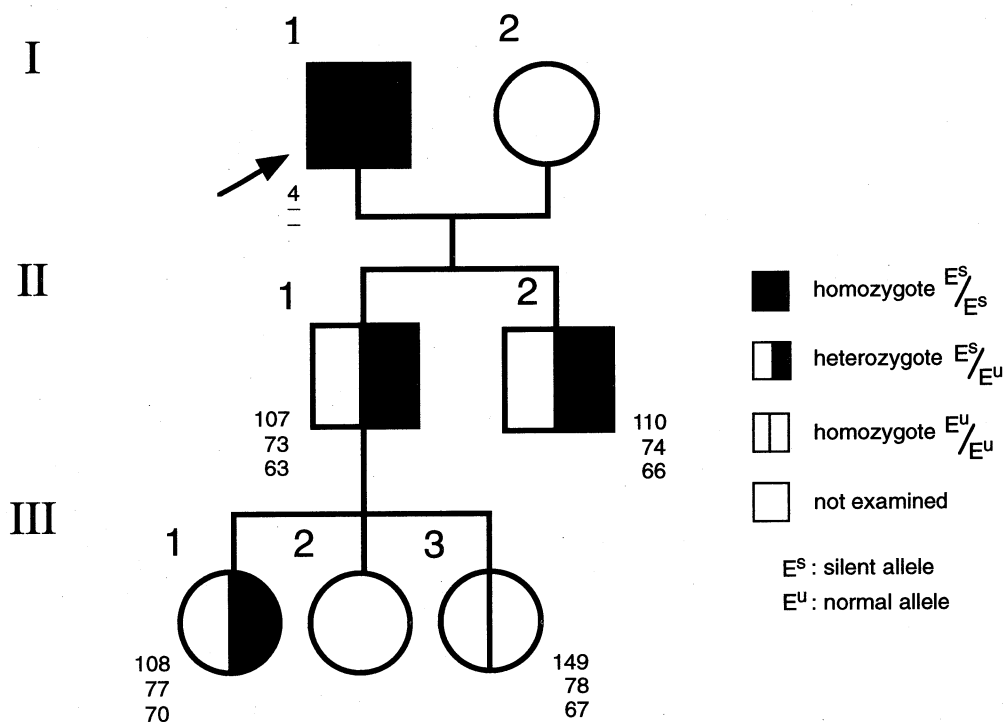 1 2
I
4
–
–
II
1 2
107
73
63
110
74
66
III
1 2 3
108
77
70
149
78
67
homozygote Eˢ/Eˢ
heterozygote Eˢ/Eᵘ
homozygote Eᵘ/Eᵘ
not examined
Eˢ : silent allele
Eᵘ : normal allele